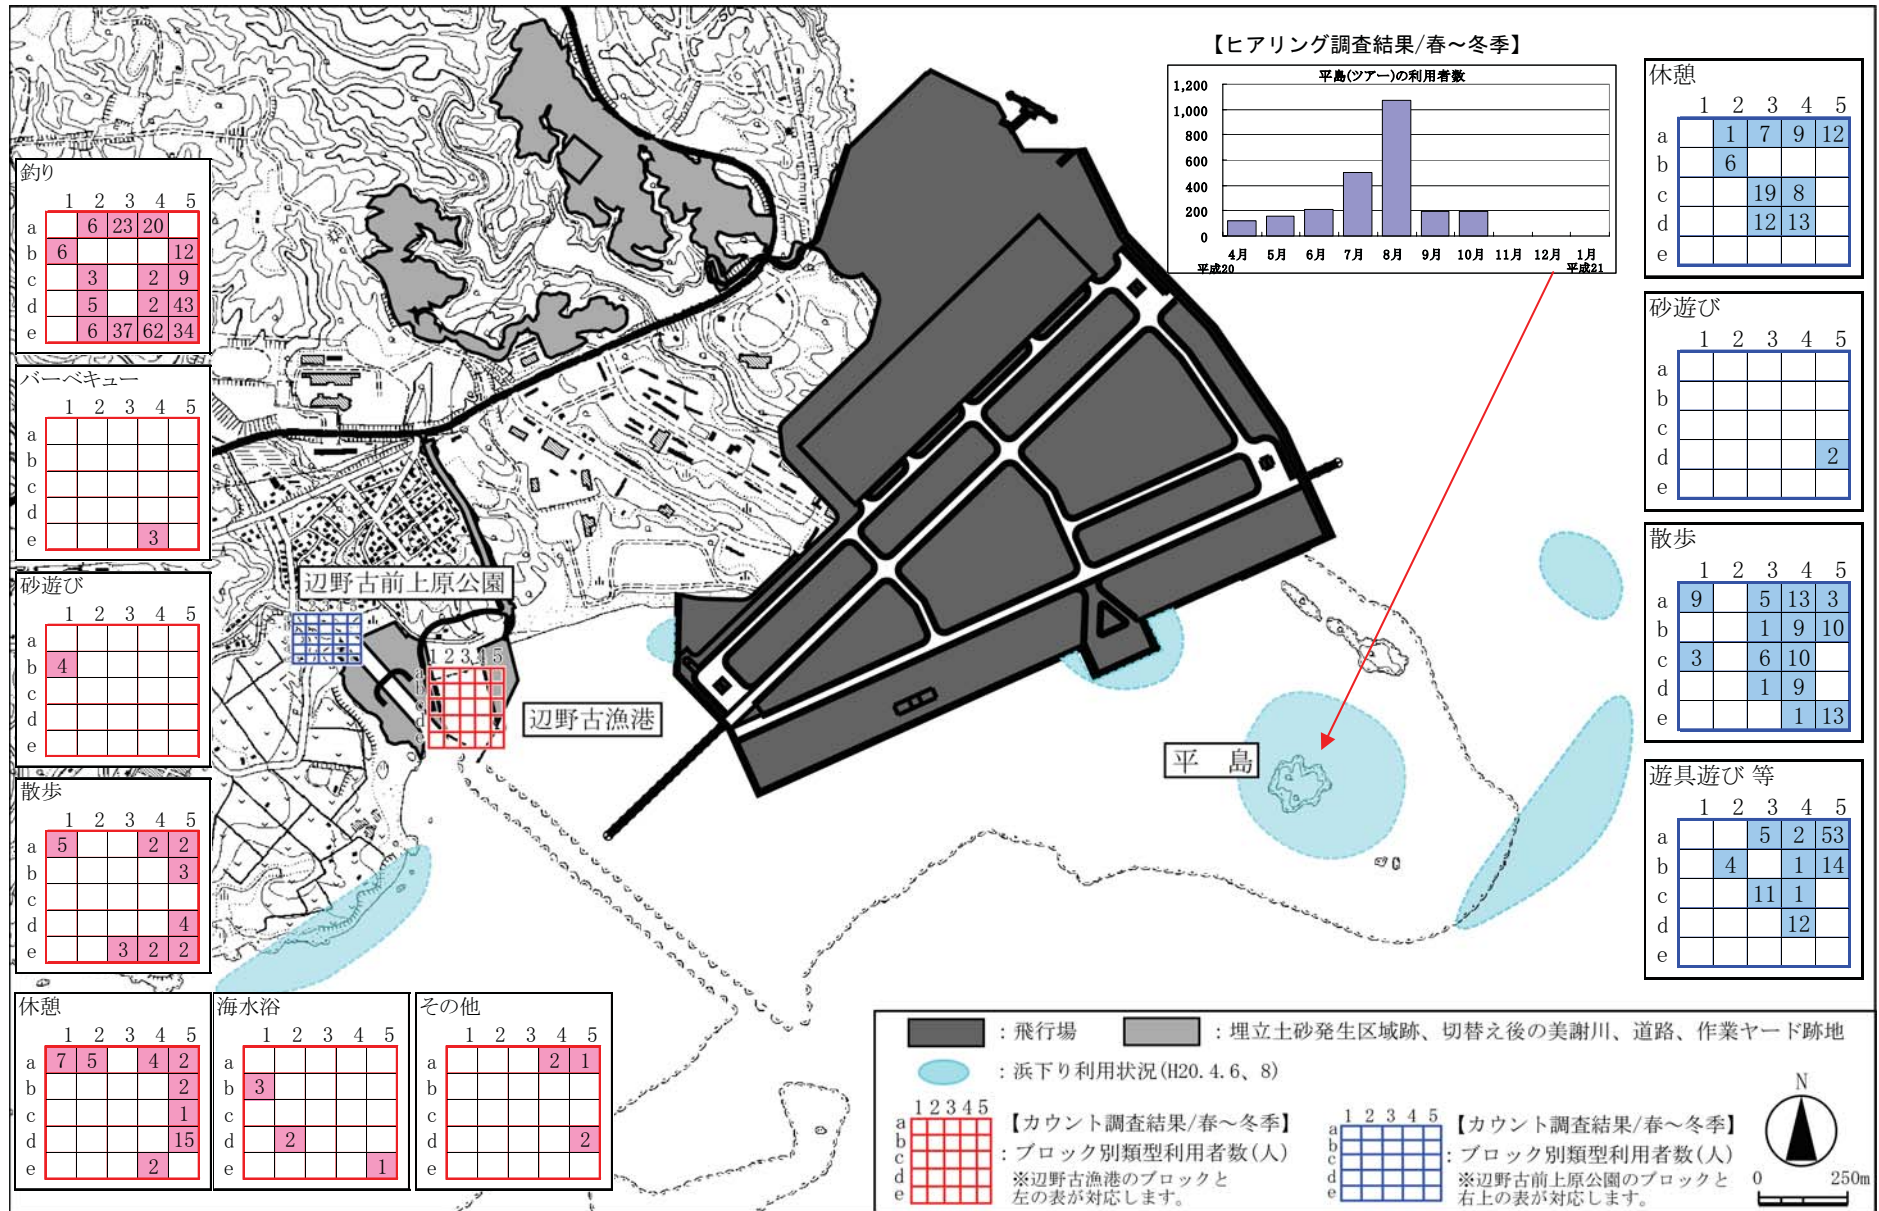 【ヒアリング調査結果/春～冬季】
平島(ツアー)の利用者数
1,200
1,000
800
600
400
200
0
4月 5月 6月 7月 8月 9月 10月 11月 12月 1月
平成20 平成21
釣り
1 2 3 4 5
a 6 23 20
b 6 12
c 3 2 9
d 5 2 43
e 6 37 62 34
バーベキュー
1 2 3 4 5
a
b
c
d
e 3
砂遊び
1 2 3 4 5
a
b 4
c
d
e
散歩
1 2 3 4 5
a 5 2 2
b 3
c
d 4
e 3 2 2
休憩
1 2 3 4 5
a 7 5 4 2
b 2
c 1
d 15
e 2
海水浴
1 2 3 4 5
a
b 3
c
d 2
e 1
その他
1 2 3 4 5
a 2 1
b
c
d 2
e
辺野古前上原公園
1 2 3 5
a
b
c
d
e
辺野古漁港
平 島
休憩
1 2 3 4 5
a 1 7 9 12
b 6
c 19 8
d 12 13
e
砂遊び
1 2 3 4 5
a
b
c
d 2
e
散歩
1 2 3 4 5
a 9 5 13 3
b 1 9 10
c 3 6 10
d 1 9
e 1 13
遊具遊び 等
1 2 3 4 5
a 5 2 53
b 4 1 14
c 11 1
d 12
e
：飛行場
：埋立土砂発生区域跡、切替え後の美謝川、道路、作業ヤード跡地
：浜下り利用状況(H20.4.6、8)
1 2 3 4 5
a
b
c
d
e
【カウント調査結果/春～冬季】
：ブロック別類型利用者数(人)
※辺野古漁港のブロックと
左の表が対応します。
1 2 3 4 5
a
b
c
d
e
【カウント調査結果/春～冬季】
：ブロック別類型利用者数(人)
※辺野古前上原公園のブロックと
右上の表が対応します。
N
0 250m